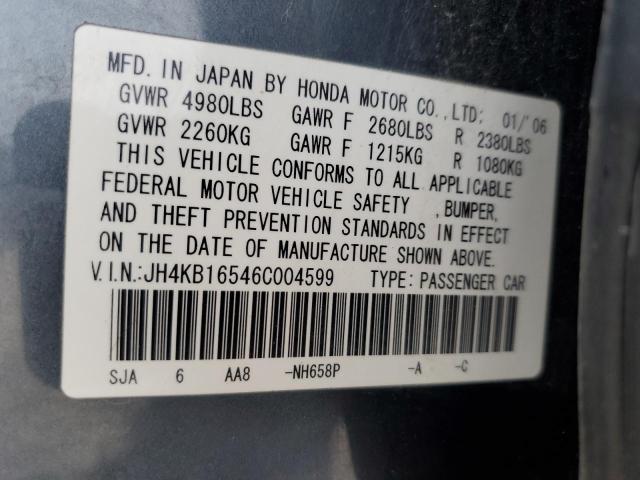 MFD. IN JAPAN BY HONDA MOTOR CO.,LTD: 01/'06
GVWR 4980LBS GAWR F 2680LBS R 2380LBS
GVWR 2260KG GAWR F 1215KG R 1080KG
THIS VEHICLE CONFORMS TO ALL APPLICABLE
FEDERAL MOTOR VEHICLE SAFETY ,BUMPER,
AND THEFT PREVENTION STANDARDS IN EFFECT
ON THE DATE OF MANUFACTURE SHOWN ABOVE.
V.I.N.:JH4KB16546C004599 TYPE: PASSENGER CAR
SJA 6 AA8 -NH658P -A -C